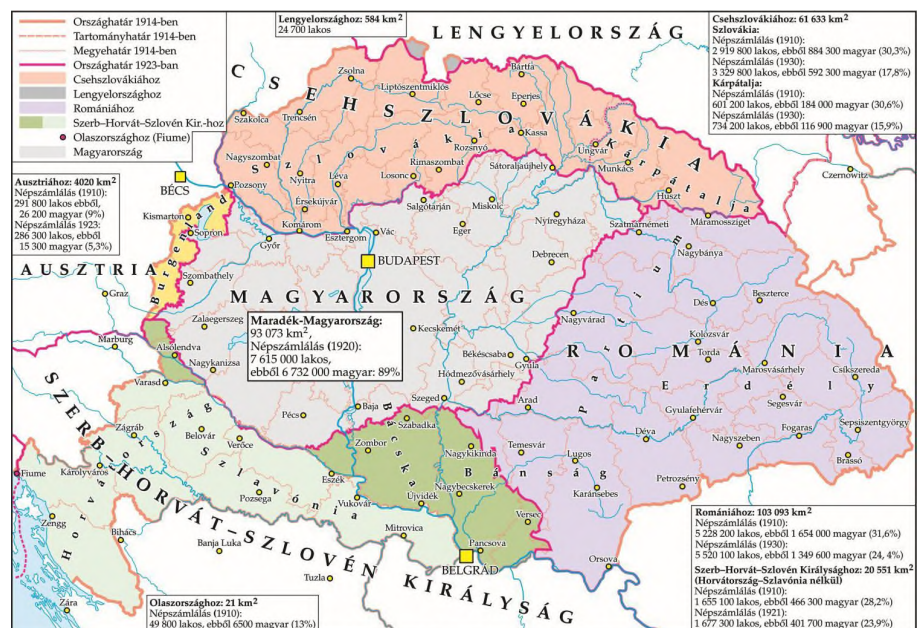 Országhatár 1914-ben
Tartományhatár 1914-ben
Megyehatár 1914-ben
Országhatár 1923-ban
Csehszlovákiához
Lengyelországhoz
Romániához
Szerb–Horvát–Szlovén Kir.-hoz
Olaszországhoz (Fiume)
Magyarország
Lengyelországhoz: 584 km²
24 700 lakos
LENGYELORSZÁG
Csehszlovákiához: 61 633 km²
Szlovákia:
Népszámlálás (1910):
2 919 800 lakos, ebből 884 300 magyar (30,3%)
Népszámlálás (1930):
3 329 800 lakos, ebből 592 300 magyar (17,8%)
Kárpátalja:
Népszámlálás (1910):
601 200 lakos, ebből 184 000 magyar (30,6%)
Népszámlálás (1930):
734 200 lakos, ebből 116 900 magyar (15,9%)
CSEHSZLOVÁKIA
Szlovákia
Kárpátalja
Zsolna
Bártfa
Liptószentmiklós
Lőcse
Eperjes
Szakolca
Trencsén
Kassa
Rozsnyó
Ungvár
Nagyszombat
Rimaszombat
Munkács
Nyitra
Léva
Losonc
Sátoraljaújhely
Czernowitz
BÉCS
Pozsony
Érsekújvár
Huszt
Salgótarján
Miskolc
Máramossziget
Ausztriához: 4020 km²
Népszámlálás (1910):
291 800 lakos ebből,
26 200 magyar (9%)
Népszámlálás 1923:
286 300 lakos, ebből
15 300 magyar (5,3%)
Kismarton
Sopron
Burgenland
Komárom
Győr
Esztergom
Vác
Eger
Nyíregyháza
Szatmárnémeti
Nagybánya
BUDAPEST
Debrecen
AUSZTRIA
Graz
Szombathely
MAGYARORSZÁG
Partium
Dés
Beszterce
Maradék-Magyarország:
93 073 km²,
Népszámlálás (1920):
7 615 000 lakos,
ebből 6 732 000 magyar: 89%
Zalaegerszeg
Kecskemét
Nagyvárad
Kolozsvár
Marburg
Alsólendva
Nagykanizsa
Békéscsaba
Gyula
ROMÁNIA
Torda
Marosvásárhely
Csíkszereda
Varasd
Hódmezővásárhely
Erdély
Segesvár
Pécs
Baja
Szeged
Arad
Gyulafehérvár
Sepsiszentgyörgy
Zágráb
Belovár
Verőce
Szabadka
Bácska
Déva
Nagyszeben
Fogaras
Brassó
Zombor
Nagykikinda
Temesvár
Lugos
Fiume
Károlyváros
Horvátország
Szlavónia
Eszék
Bánság
Nagybecskerek
Karánsebes
Petrozsény
Pozsega
Vukovár
Újvidék
Zengg
Versec
Bihács
Banja Luka
Mitrovica
Pancsova
BELGRÁD
Orsova
SZERB–HORVÁT–SZLOVÉN KIRÁLYSÁG
Tuzla
Zára
Olaszországhoz: 21 km²
Népszámlálás (1910):
49 800 lakos, ebből 6500 magyar (13%)
Romániához: 103 093 km²
Népszámlálás (1910):
5 228 200 lakos, ebből 1 654 000 magyar (31,6%)
Népszámlálás (1930):
5 520 100 lakos, ebből 1 349 600 magyar (24, 4%)
Szerb–Horvát–Szlovén Királysághoz: 20 551 km²
(Horvátország–Szlavónia nélkül)
Népszámlálás (1910):
1 655 100 lakos, ebből 466 300 magyar (28,2%)
Népszámlálás (1921):
1 677 300 lakos, ebből 401 700 magyar (23,9%)